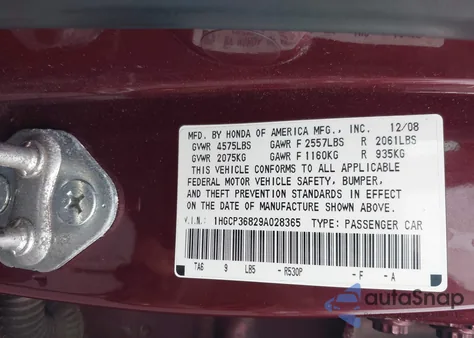 MFD. BY HONDA OF AMERICA MFG., INC. 12/08
GVWR 4575LBS GAWR F 2557LBS R 2061LBS
GVWR 2075KG GAWR F 1160KG R 935KG
THIS VEHICLE CONFORMS TO ALL APPLICABLE
FEDERAL MOTOR VEHICLE SAFETY, BUMPER,
AND THEFT PREVENTION STANDARDS IN EFFECT
ON THE DATE OF MANUFACTURE SHOWN ABOVE.
V.I.N.: 1HGCP36829A028365 TYPE: PASSENGER CAR
TA6 9 LB5 - R530P - F - A
autoSnap